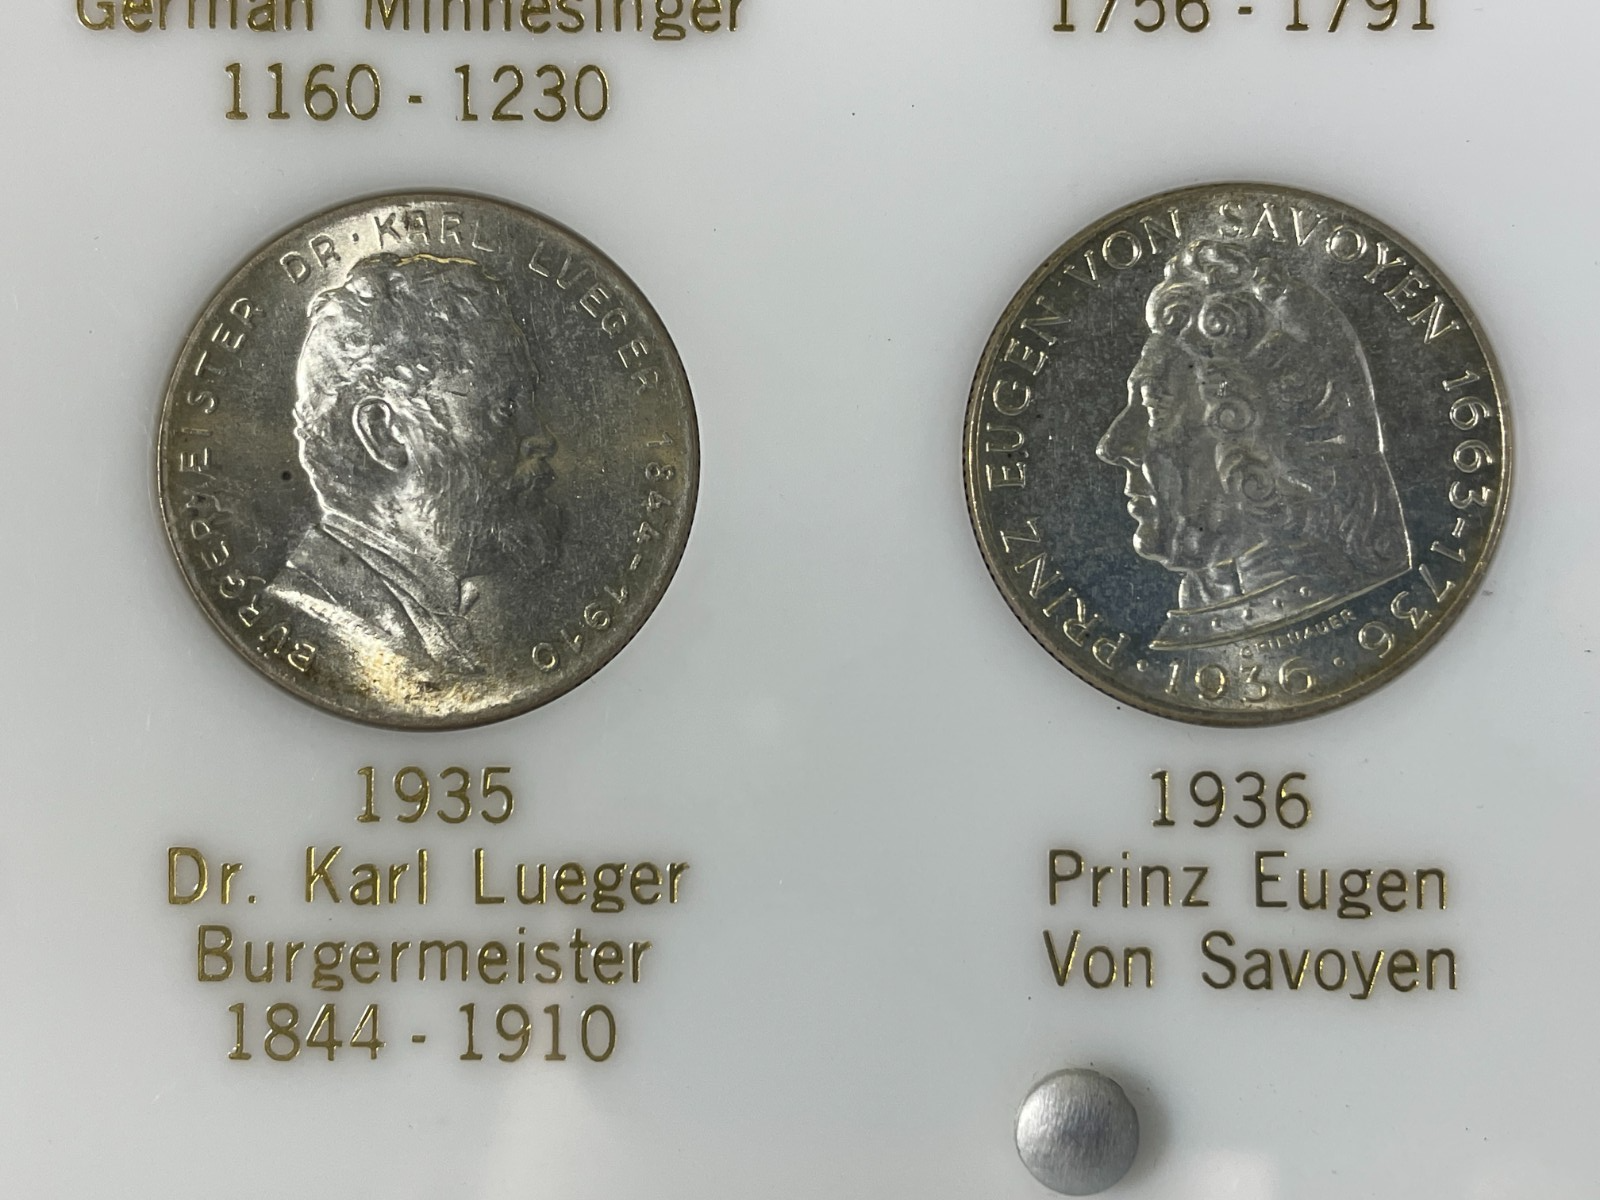 German Minnesinger
1160 - 1230
1756 - 1791
BÜRGERMEISTER DR. KARL LUEGER 1844-1910
1935
Dr. Karl Lueger
Burgermeister
1844 - 1910
· PRINZ EUGEN VON SAVOYEN 1663-1736 ·
1936
1936
Prinz Eugen
Von Savoyen